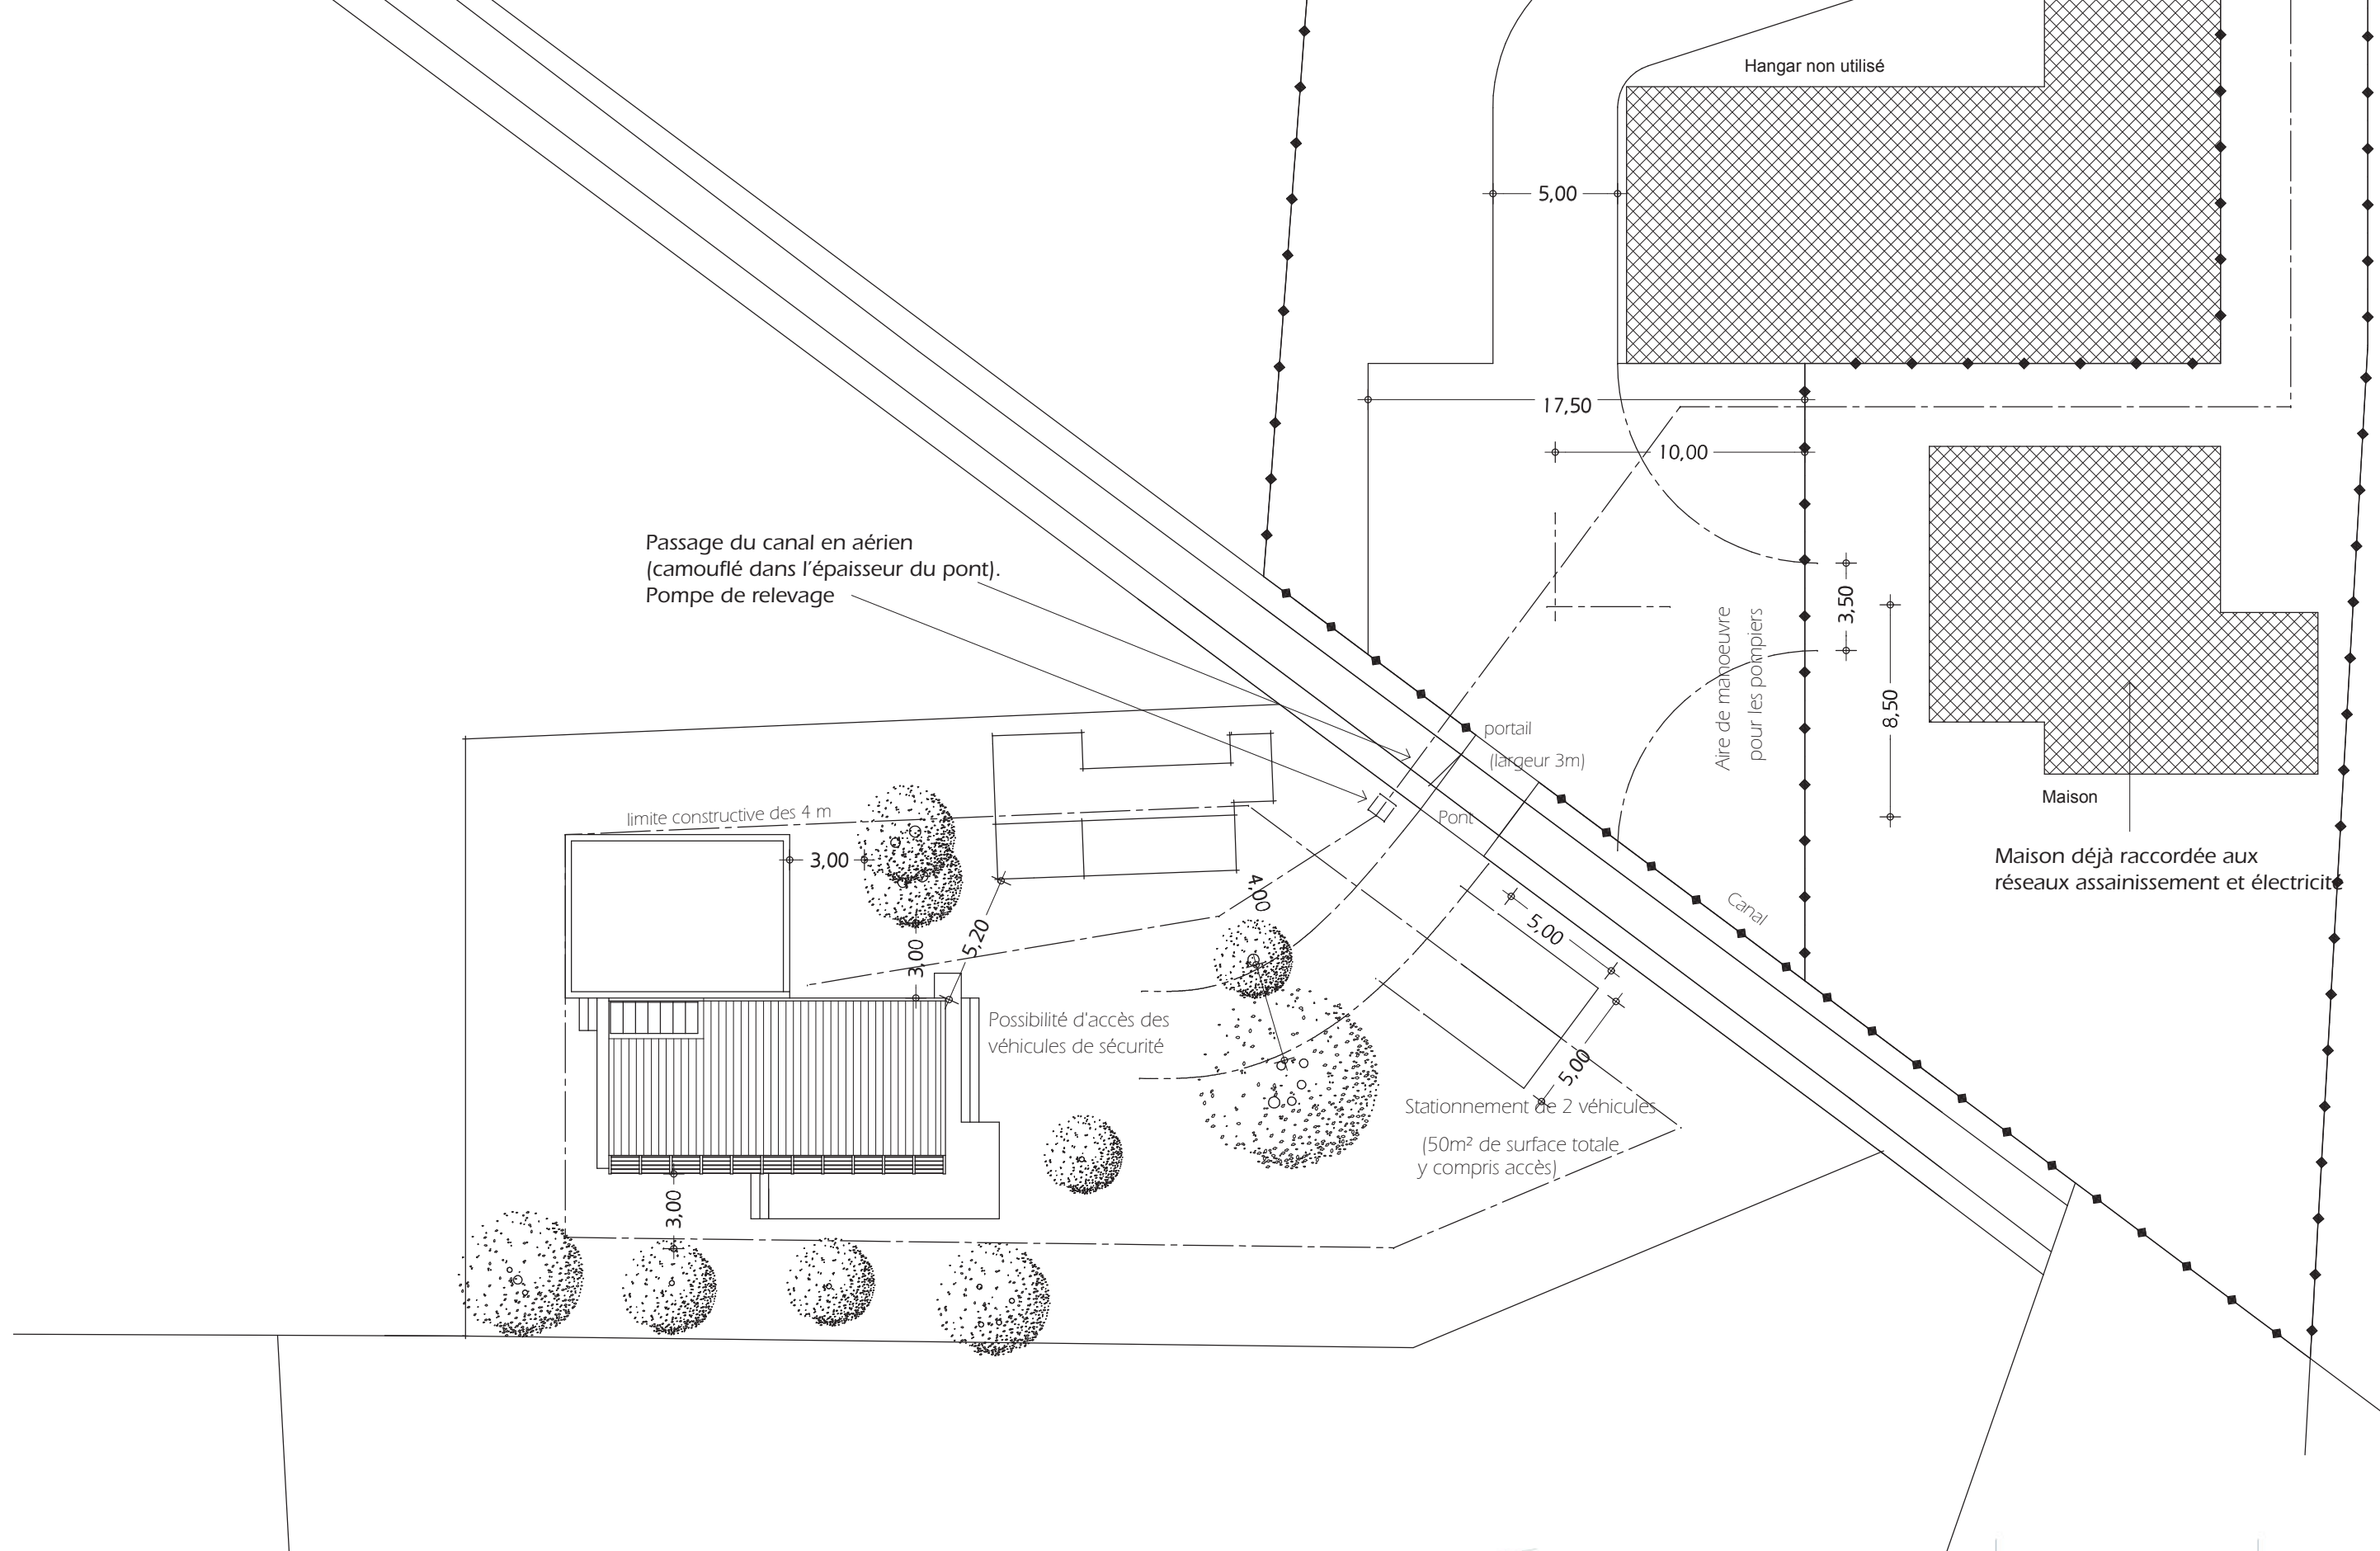 Hangar non utilisé
5,00
17,50
10,00
Passage du canal en aérien
(camouflé dans l'épaisseur du pont).
Pompe de relevage
3,50
Aire de manoeuvre
pour les pompiers
8,50
portail
(largeur 3m)
Maison
limite constructive des 4 m
Pont
3,00
Maison déjà raccordée aux
réseaux assainissement et électricité
4,00
Canal
5,00
5,20
3,00
Possibilité d'accès des
véhicules de sécurité
5,00
Stationnement de 2 véhicules
(50m² de surface totale
y compris accès)
3,00